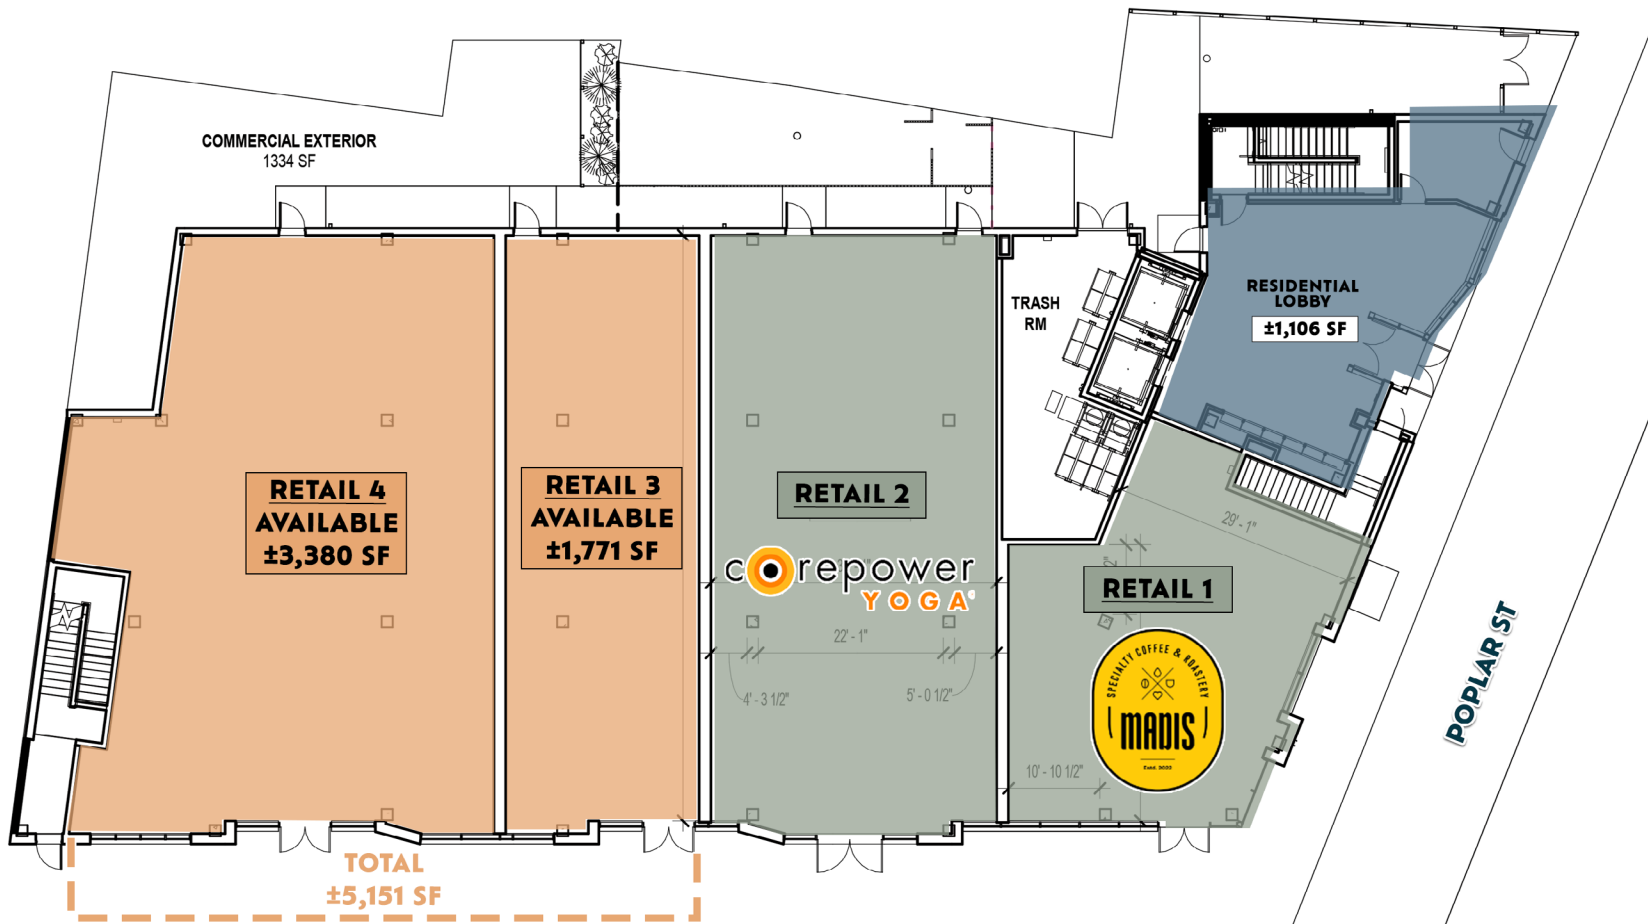 COMMERCIAL EXTERIOR
1334 SF
TRASH
RM
RESIDENTIAL
LOBBY
±1,106 SF
RETAIL 4
AVAILABLE
±3,380 SF
RETAIL 3
AVAILABLE
±1,771 SF
RETAIL 2
corepower
YOGA
22' - 1"
4' - 3 1/2"
5' - 0 1/2"
29' - 1"
RETAIL 1
SPECIALTY COFFEE & ROASTERY
MADIS
Estd. 2020
10' - 10 1/2"
POPLAR ST
TOTAL
±5,151 SF